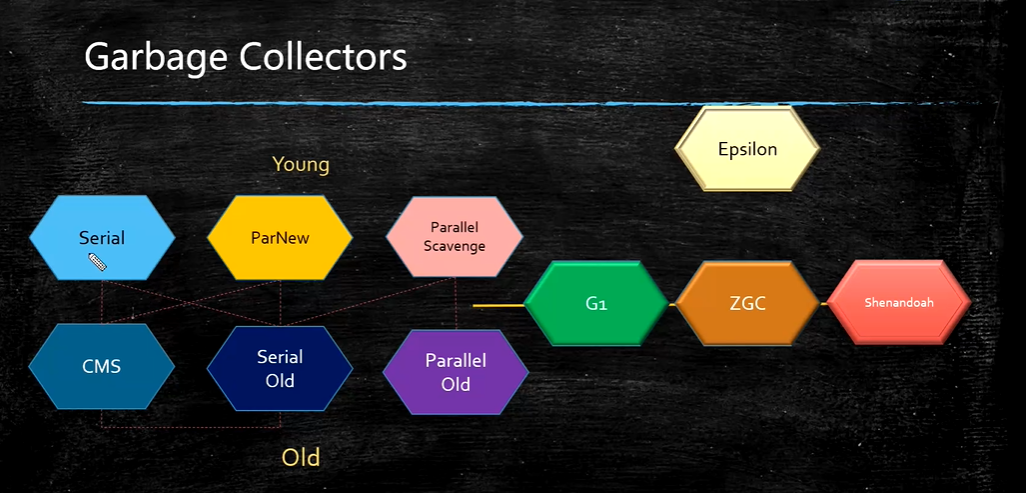 Garbage Collectors
Epsilon
Young
Serial
ParNew
Parallel
Scavenge
G1
ZGC
Shenandoah
CMS
Serial
Old
Parallel
Old
Old